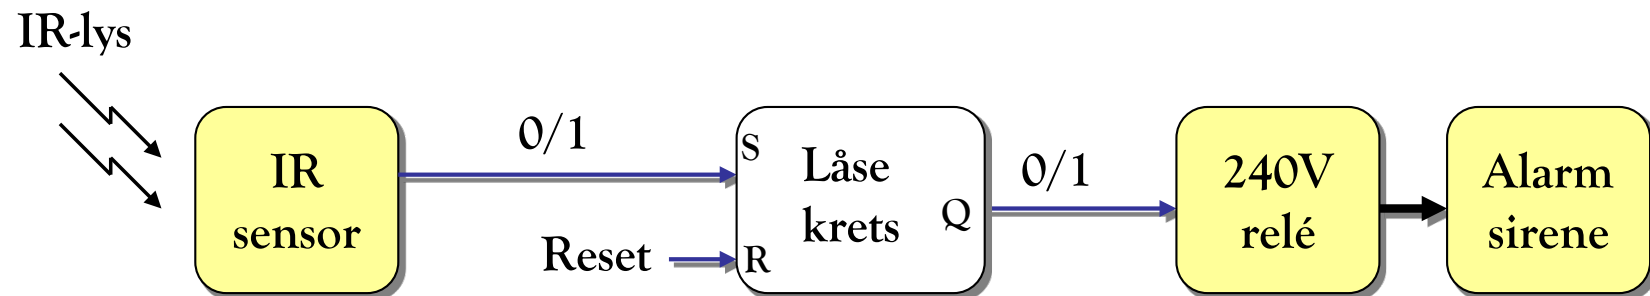 IR-lys
IR
sensor
0/1
S
Reset
R
Låse
krets
Q
0/1
240V
relé
Alarm
sirene